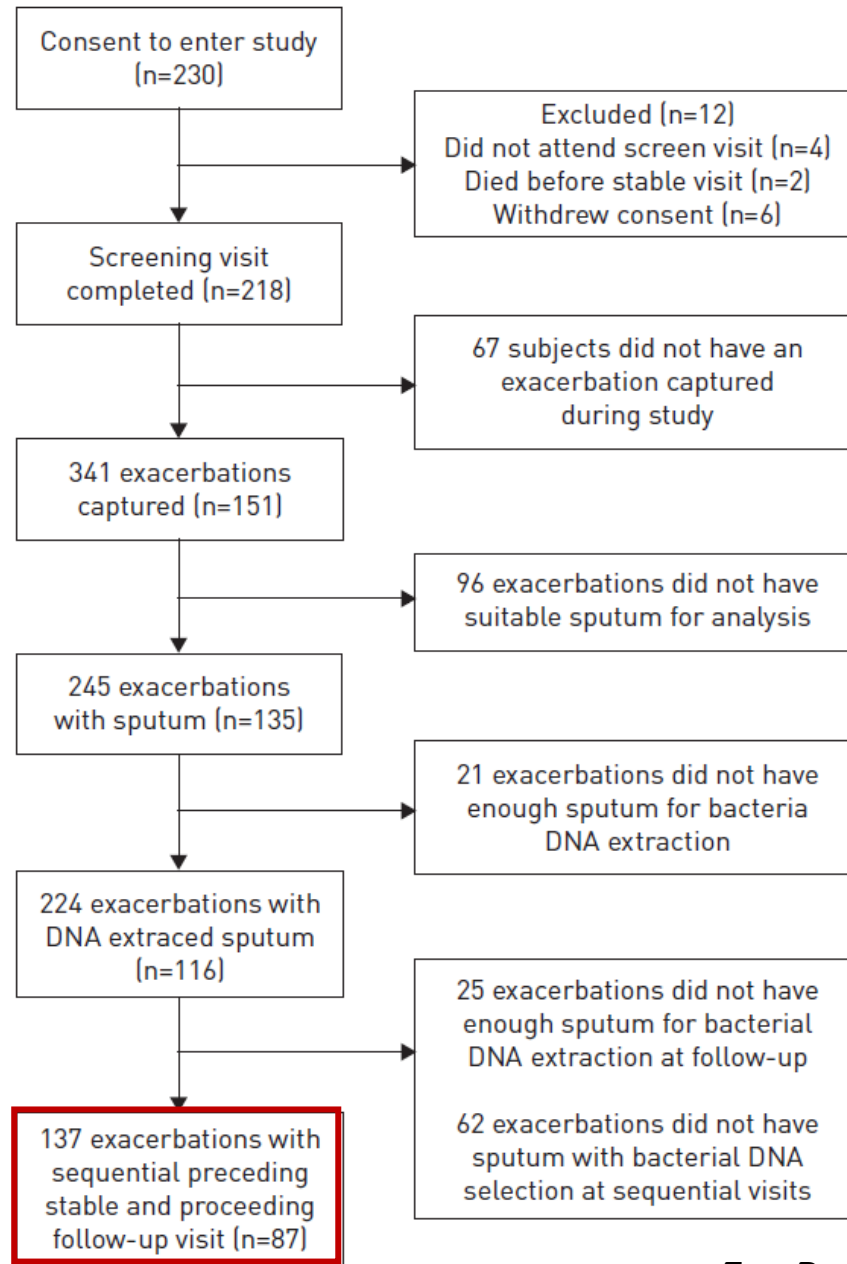 Consent to enter study
(n=230)
Excluded (n=12)
Did not attend screen visit (n=4)
Died before stable visit (n=2)
Withdrew consent (n=6)
Screening visit
completed (n=218)
67 subjects did not have an
exacerbation captured
during study
341 exacerbations
captured (n=151)
96 exacerbations did not have
suitable sputum for analysis
245 exacerbations
with sputum (n=135)
21 exacerbations did not have
enough sputum for bacteria
DNA extraction
224 exacerbations with
DNA extraced sputum
(n=116)
25 exacerbations did not have
enough sputum for bacterial
DNA extraction at follow-up
62 exacerbations did not have
sputum with bacterial DNA
selection at sequential visits
137 exacerbations with
sequential preceding
stable and proceeding
follow-up visit (n=87)